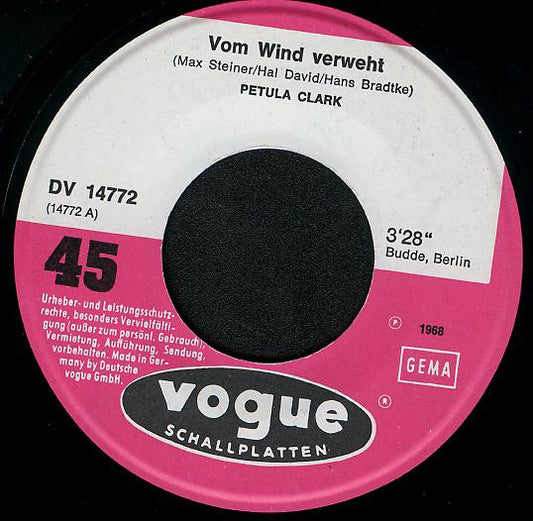 Vom Wind verweht
(Max Steiner/Hal David/Hans Bradtke)
PETULA CLARK
DV 14772
(14772 A)
3'28"
Budde, Berlin
45
Urheber- und Leistungsschutz-
rechte, besonders Vervielfälti-
gung (außer zum persönl. Gebrauch),
Vermietung, Aufführung, Sendung,
vorbehalten. Made in Ger-
many by Deutsche
vogue GmbH.
℗ 1968
GEMA
vogue ®
SCHALLPLATTEN